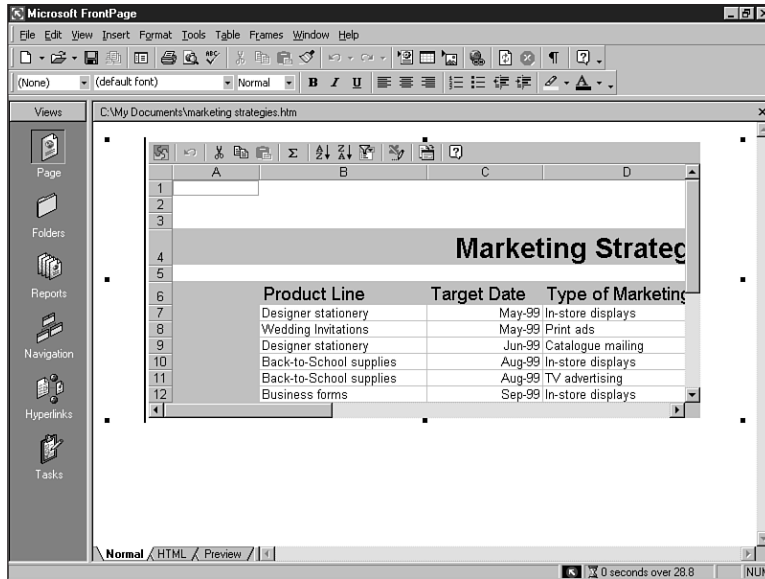 Microsoft FrontPage
File Edit View Insert Format Tools Table Frames Window Help
(None) (default font) Normal B I U A
Views C:\My Documents\marketing strategies.htm
Page
Folders
Reports
Navigation
Hyperlinks
Tasks
A B C D
1
2
3
4 Marketing Strateg
5
6 Product Line Target Date Type of Marketing
7 Designer stationery May-99 In-store displays
8 Wedding Invitations May-99 Print ads
9 Designer stationery Jun-99 Catalogue mailing
10 Back-to-School supplies Aug-99 In-store displays
11 Back-to-School supplies Aug-99 TV advertising
12 Business forms Sep-99 In-store displays
Normal HTML Preview
0 seconds over 28.8 NUM